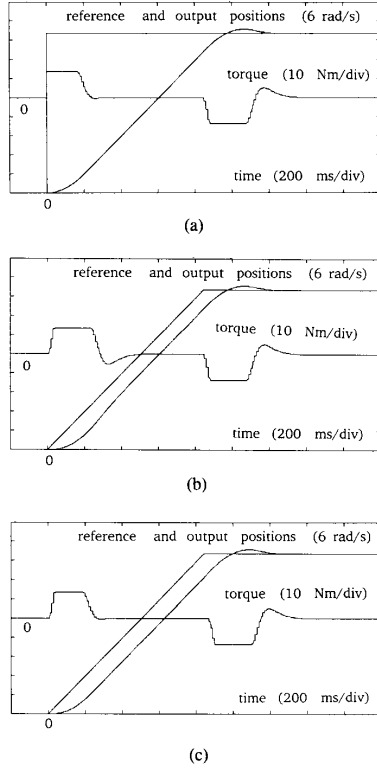 reference and output positions (6 rad/s)
torque (10 Nm/div)
0
time (200 ms/div)
0
(a)
reference and output positions (6 rad/s)
torque (10 Nm/div)
0
time (200 ms/div)
0
(b)
reference and output positions (6 rad/s)
torque (10 Nm/div)
0
time (200 ms/div)
0
(c)